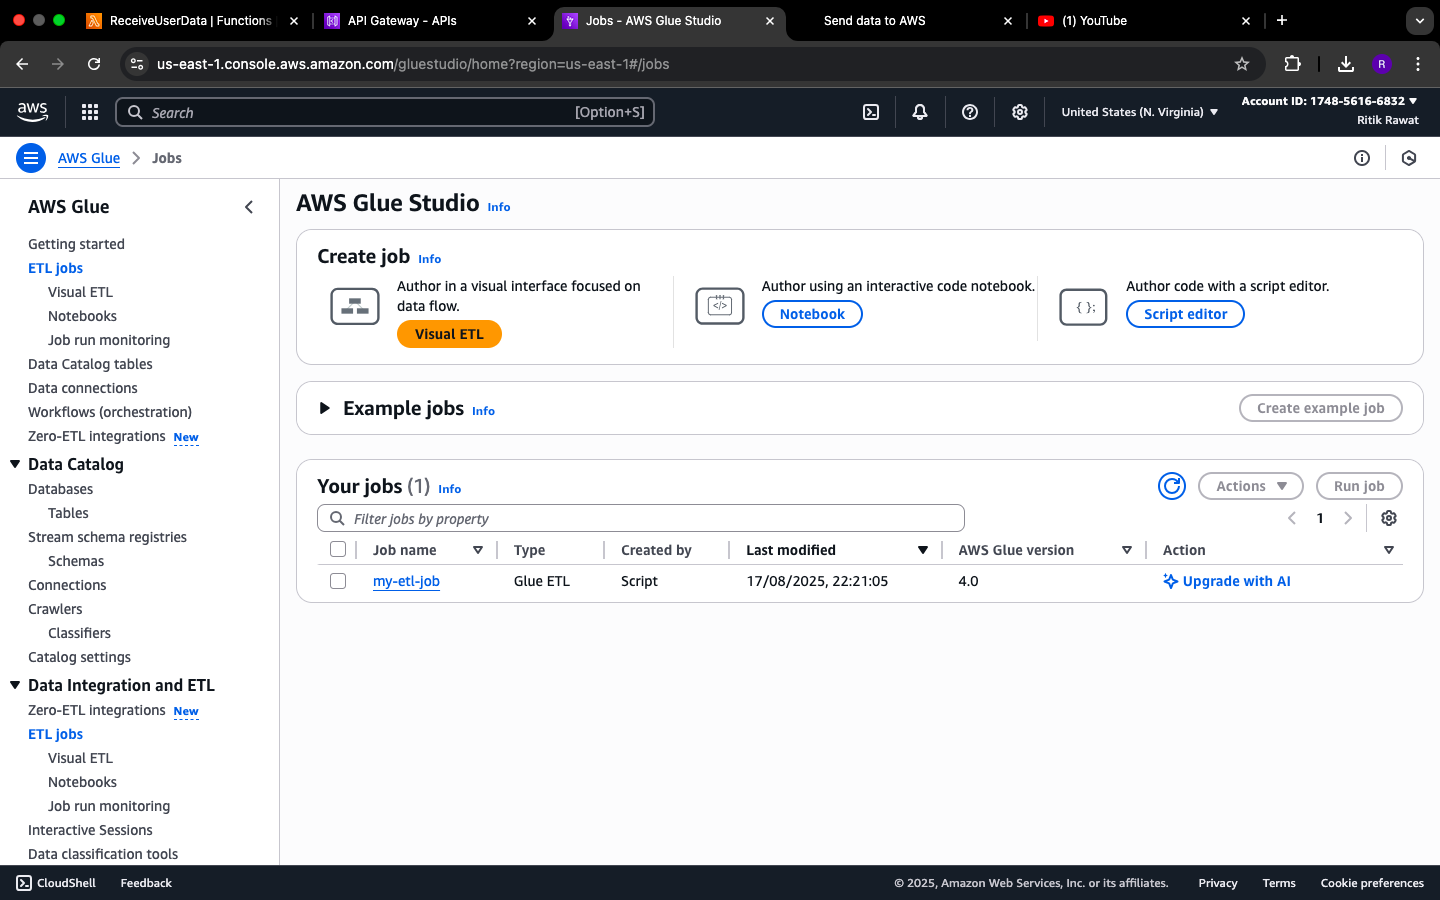 ReceiveUserData | Functions
API Gateway - APIs
Jobs - AWS Glue Studio
Send data to AWS
(1) YouTube
us-east-1.console.aws.amazon.com/gluestudio/home?region=us-east-1#/jobs
R
aws
Search
[Option+S]
United States (N. Virginia)
Account ID: 1748-5616-6832
Ritik Rawat
AWS Glue
Jobs
AWS Glue
Getting started
ETL jobs
Visual ETL
Notebooks
Job run monitoring
Data Catalog tables
Data connections
Workflows (orchestration)
Zero-ETL integrations New
Data Catalog
Databases
Tables
Stream schema registries
Schemas
Connections
Crawlers
Classifiers
Catalog settings
Data Integration and ETL
Zero-ETL integrations New
ETL jobs
Visual ETL
Notebooks
Job run monitoring
Interactive Sessions
Data classification tools
AWS Glue Studio Info
Create job Info
Author in a visual interface focused on
data flow.
Visual ETL
Author using an interactive code notebook.
Notebook
Author code with a script editor.
Script editor
Example jobs Info
Create example job
Your jobs (1) Info
Actions
Run job
Filter jobs by property
1
Job name Type Created by Last modified AWS Glue version Action
my-etl-job Glue ETL Script 17/08/2025, 22:21:05 4.0 Upgrade with AI
CloudShell Feedback © 2025, Amazon Web Services, Inc. or its affiliates. Privacy Terms Cookie preferences